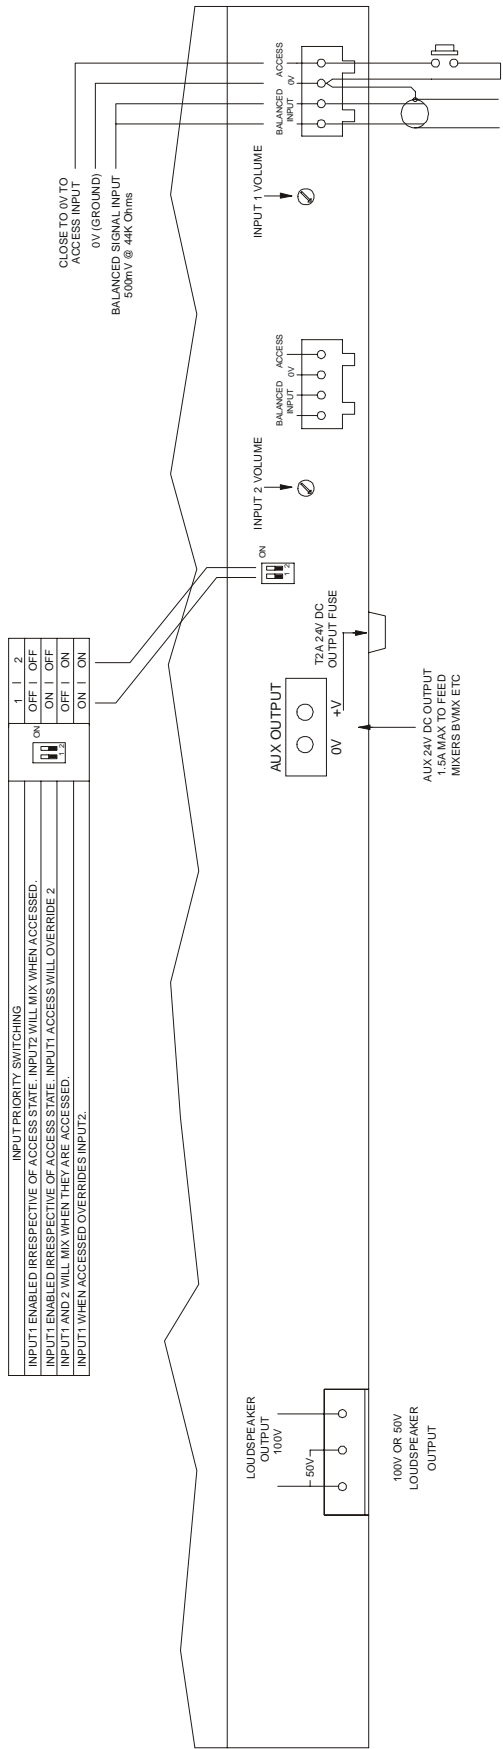 INPUT PRIORITY SWITCHING
1 | 2
INPUT1 ENABLED IRRESPECTIVE OF ACCESS STATE. INPUT2 WILL MIX WHEN ACCESSED.
OFF | OFF
INPUT1 ENABLED IRRESPECTIVE OF ACCESS STATE. INPUT1 ACCESS WILL OVERRIDE 2
ON | OFF
INPUT1 AND 2 WILL MIX WHEN THEY ARE ACCESSED.
OFF | ON
INPUT1 WHEN ACCESSED OVERRIDES INPUT2.
ON | ON
ON
1 2
CLOSE TO 0V TO
ACCESS INPUT
0V (GROUND)
BALANCED SIGNAL INPUT
500mV @ 44K Ohms
LOUDSPEAKER
OUTPUT
100V
50V
100V OR 50V
LOUDSPEAKER
OUTPUT
AUX OUTPUT
0V
+V
T2A 24V DC
OUTPUT FUSE
AUX 24V DC OUTPUT
1.5A MAX TO FEED
MIXERS BVMX ETC
ON
1 2
INPUT 2 VOLUME
BALANCED
INPUT
0V
ACCESS
INPUT 1 VOLUME
BALANCED
INPUT
0V
ACCESS